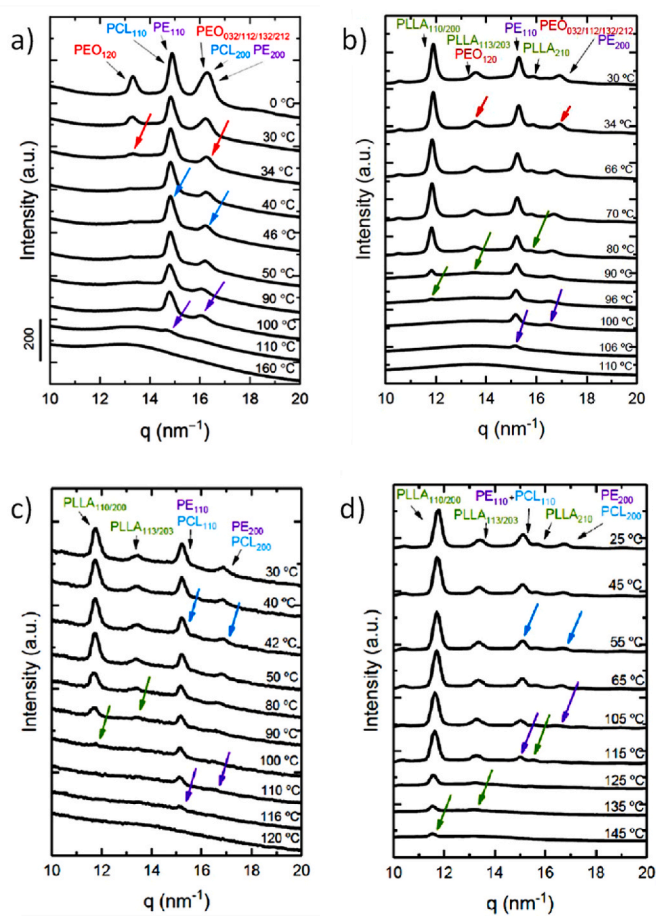 a)
PEO120
PCL110
PE110
PEO032/112/132/212
PCL200
PE200
0 °C
30 °C
34 °C
40 °C
46 °C
50 °C
90 °C
100 °C
110 °C
160 °C
200
Intensity (a.u.)
10 12 14 16 18 20
q (nm⁻¹)
b)
PLLA110/200
PLLA113/203
PEO120
PE110
PLLA210
PEO032/112/132/212
PE200
30 °C
34 °C
66 °C
70 °C
80 °C
90 °C
96 °C
100 °C
106 °C
110 °C
Intensity (a.u.)
10 12 14 16 18 20
q (nm⁻¹)
c)
PLLA110/200
PLLA113/203
PE110
PCL110
PE200
PCL200
30 °C
40 °C
42 °C
50 °C
80 °C
90 °C
100 °C
110 °C
116 °C
120 °C
Intensity (a.u.)
10 12 14 16 18 20
q (nm⁻¹)
d)
PLLA110/200
PLLA113/203
PE110+PCL110
PLLA210
PE200
PCL200
25 °C
45 °C
55 °C
65 °C
105 °C
115 °C
125 °C
135 °C
145 °C
Intensity (a.u.)
10 12 14 16 18 20
q (nm⁻¹)